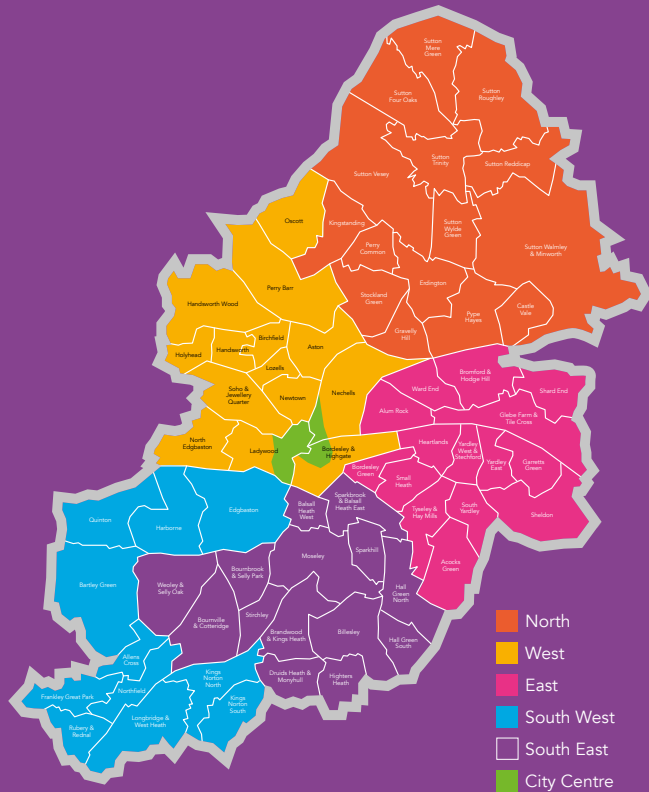 Sutton
Mere
Green
Sutton
Four Oaks
Sutton
Roughley
Sutton
Trinity
Sutton Reddicap
Sutton Vesey
Oscott
Kingstanding
Sutton
Wylde
Green
Perry
Common
Sutton Walmley
& Minworth
Perry Barr
Erdington
Stockland
Green
Handsworth Wood
Castle
Vale
Pype
Hayes
Gravelly
Hill
Birchfield
Aston
Handsworth
Holyhead
Lozells
Bromford &
Hodge Hill
Ward End
Shard End
Soho &
Jewellery
Quarter
Newtown
Nechells
Alum Rock
Glebe Farm &
Tile Cross
North
Edgbaston
Ladywood
Bordesley &
Highgate
Heartlands
Yardley
West &
Stechford
Yardley
East
Garretts
Green
Bordesley
Green
Small
Heath
Sparkbrook
& Balsall
Heath East
Balsall
Heath
West
Edgbaston
Quinton
Harborne
Tyseley &
Hay Mills
South
Yardley
Sheldon
Moseley
Sparkhill
Acocks
Green
Bartley Green
Weoley &
Selly Oak
Bournbrook
& Selly Park
Hall
Green
North
Bournville
& Cotteridge
Stirchley
Brandwood
& Kings Heath
Billesley
Hall Green
South
Allens
Cross
Kings
Norton
North
Druids Heath &
Monyhull
Highters
Heath
Frankley Great Park
Northfield
Kings
Norton
South
Longbridge &
West Heath
Rubery &
Rednal
North
West
East
South West
South East
City Centre